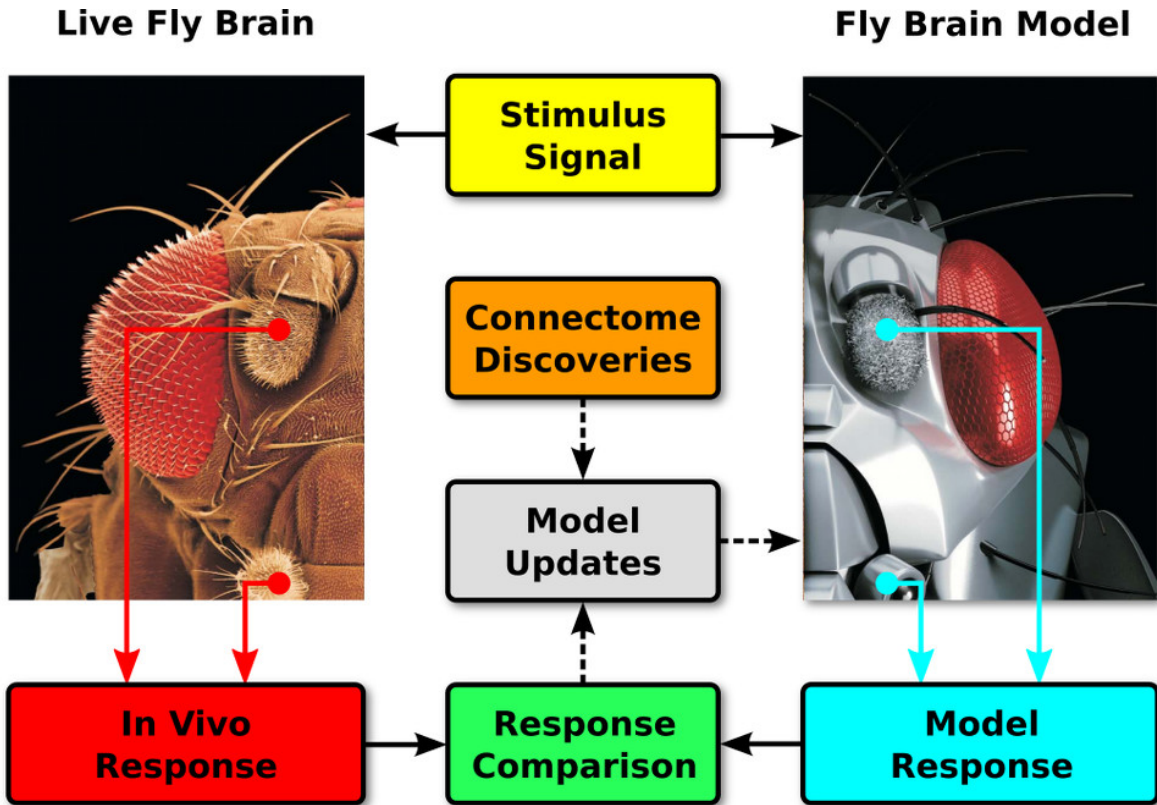 Live Fly Brain
Fly Brain Model
Stimulus
Signal
Connectome
Discoveries
Model
Updates
In Vivo
Response
Response
Comparison
Model
Response